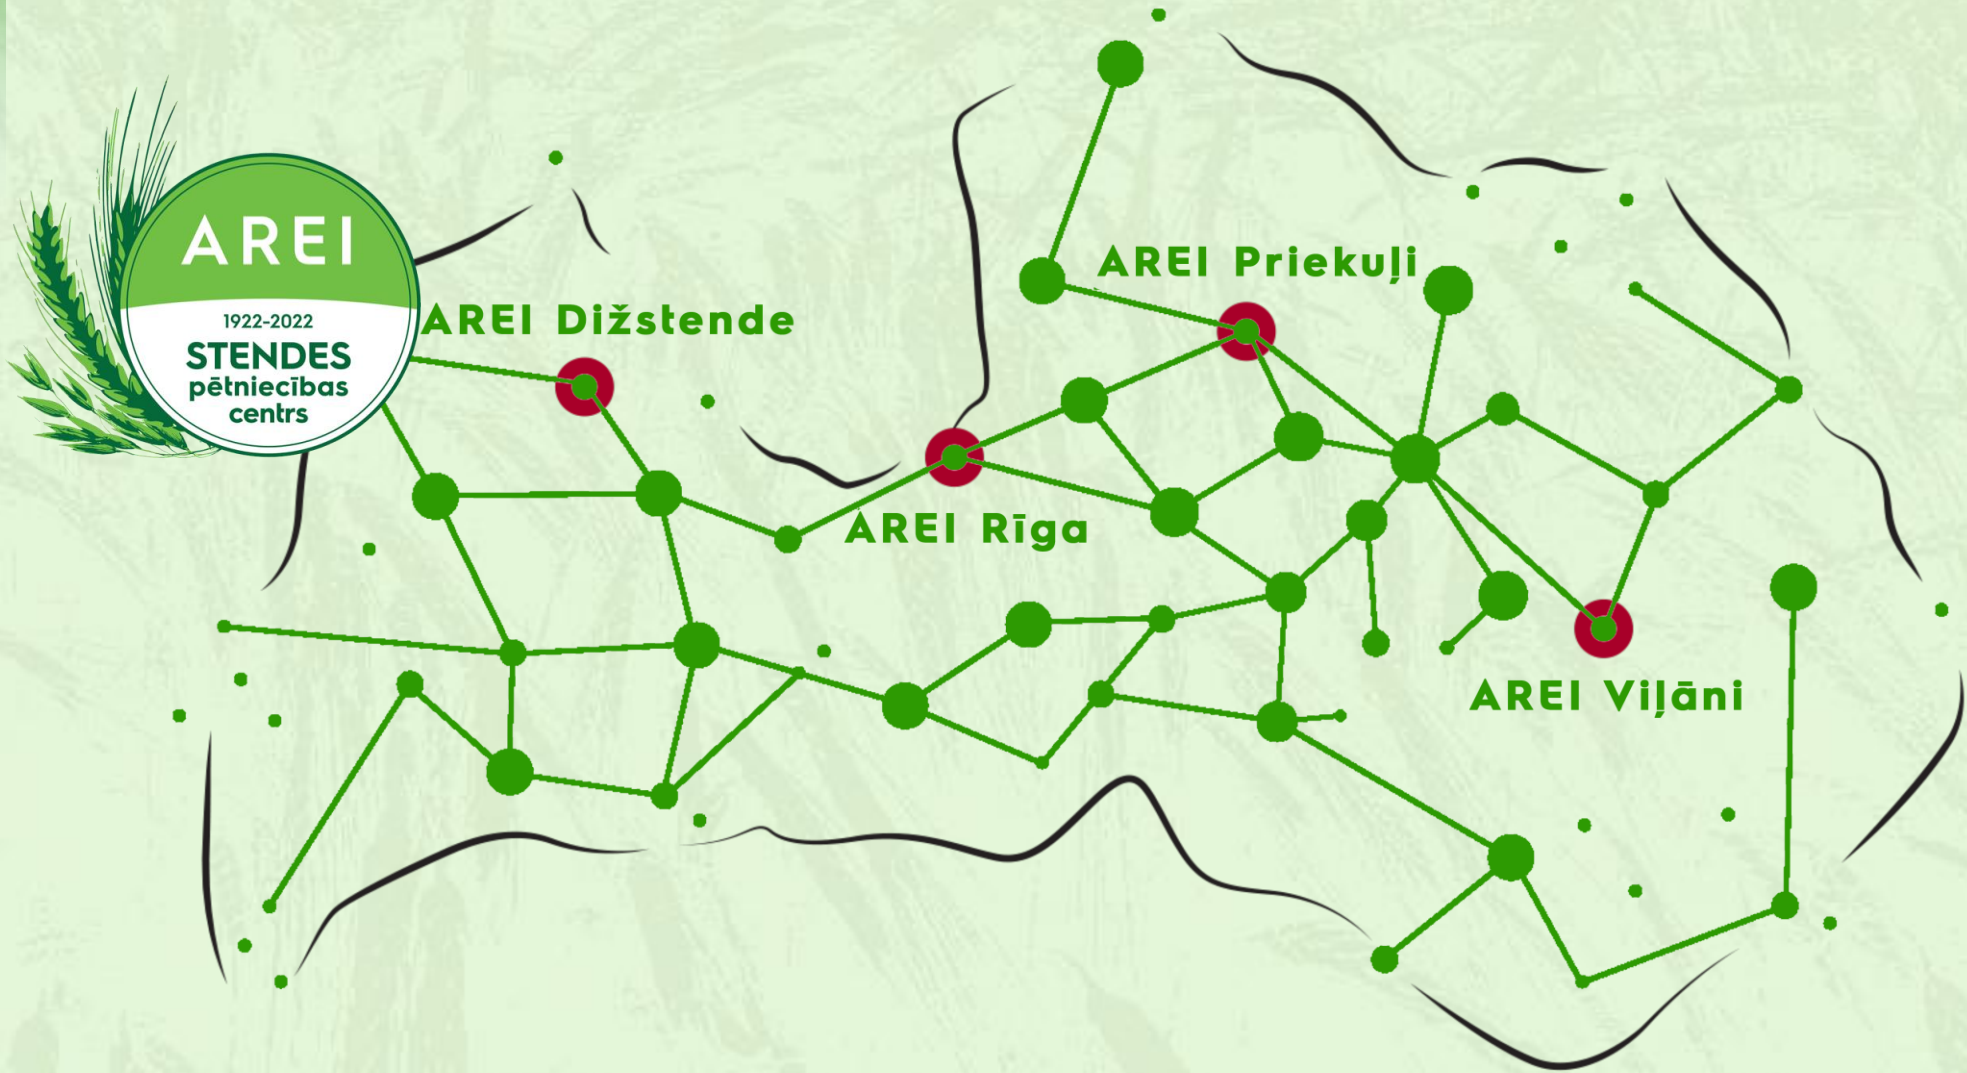 AREI
1922-2022
STENDES
pētniecības
centrs
AREI Dižstende
AREI Priekuļi
AREI Rīga
AREI Viļāni